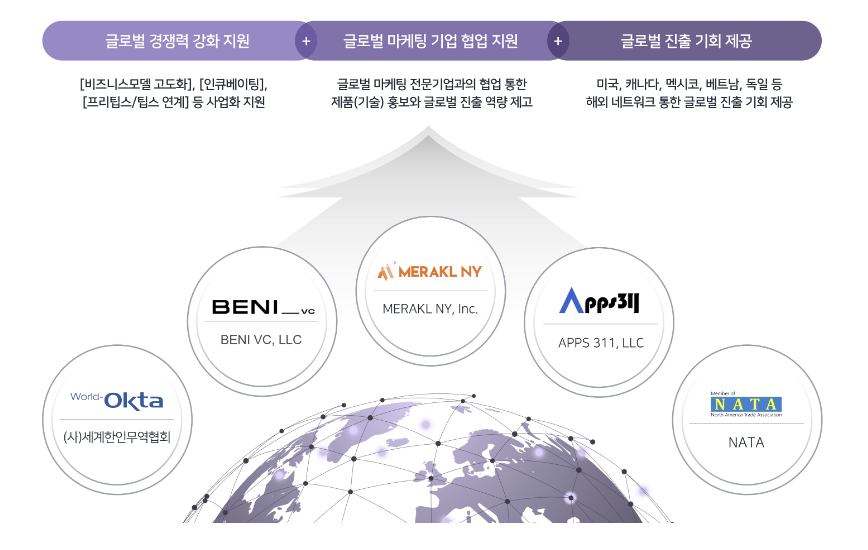 글로벌 경쟁력 강화 지원
+
글로벌 마케팅 기업 협업 지원
+
글로벌 진출 기회 제공
[비즈니스모델 고도화], [인큐베이팅],
[프리팁스/팁스 연계] 등 사업화 지원
글로벌 마케팅 전문기업과의 협업 통한
제품(기술) 홍보와 글로벌 진출 역량 제고
미국, 캐나다, 멕시코, 베트남, 독일 등
해외 네트워크 통한 글로벌 진출 기회 제공
World-Okta
(사)세계한인무역협회
BENI__VC
BENI VC, LLC
MERAKL NY
MERAKL NY, Inc.
Apps311
APPS 311, LLC
Member of
NATA
North America Trade Association
NATA